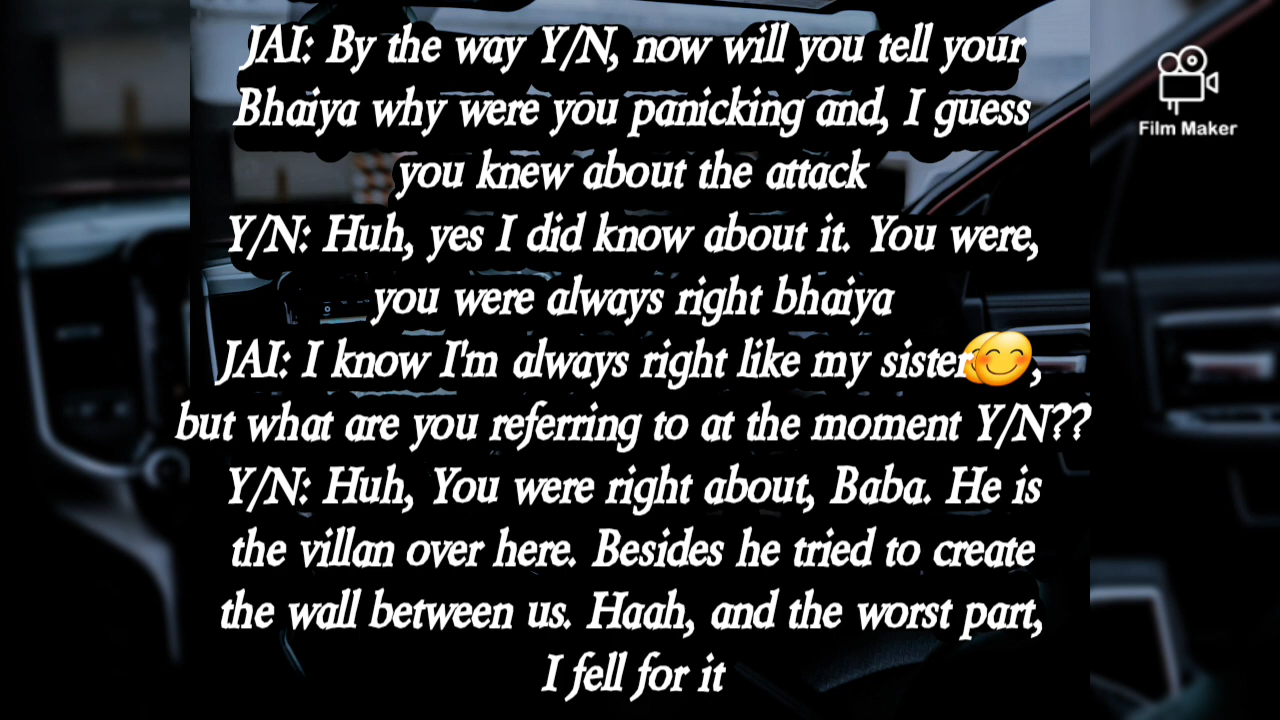 JAI: By the way Y/N, now will you tell your
Bhaiya why were you panicking and, I guess
you knew about the attack
Y/N: Huh, yes I did know about it. You were,
you were always right bhaiya
JAI: I know I'm always right like my sister😊,
but what are you referring to at the moment Y/N??
Y/N: Huh, You were right about, Baba. He is
the villan over here. Besides he tried to create
the wall between us. Haah, and the worst part,
I fell for it
Film Maker